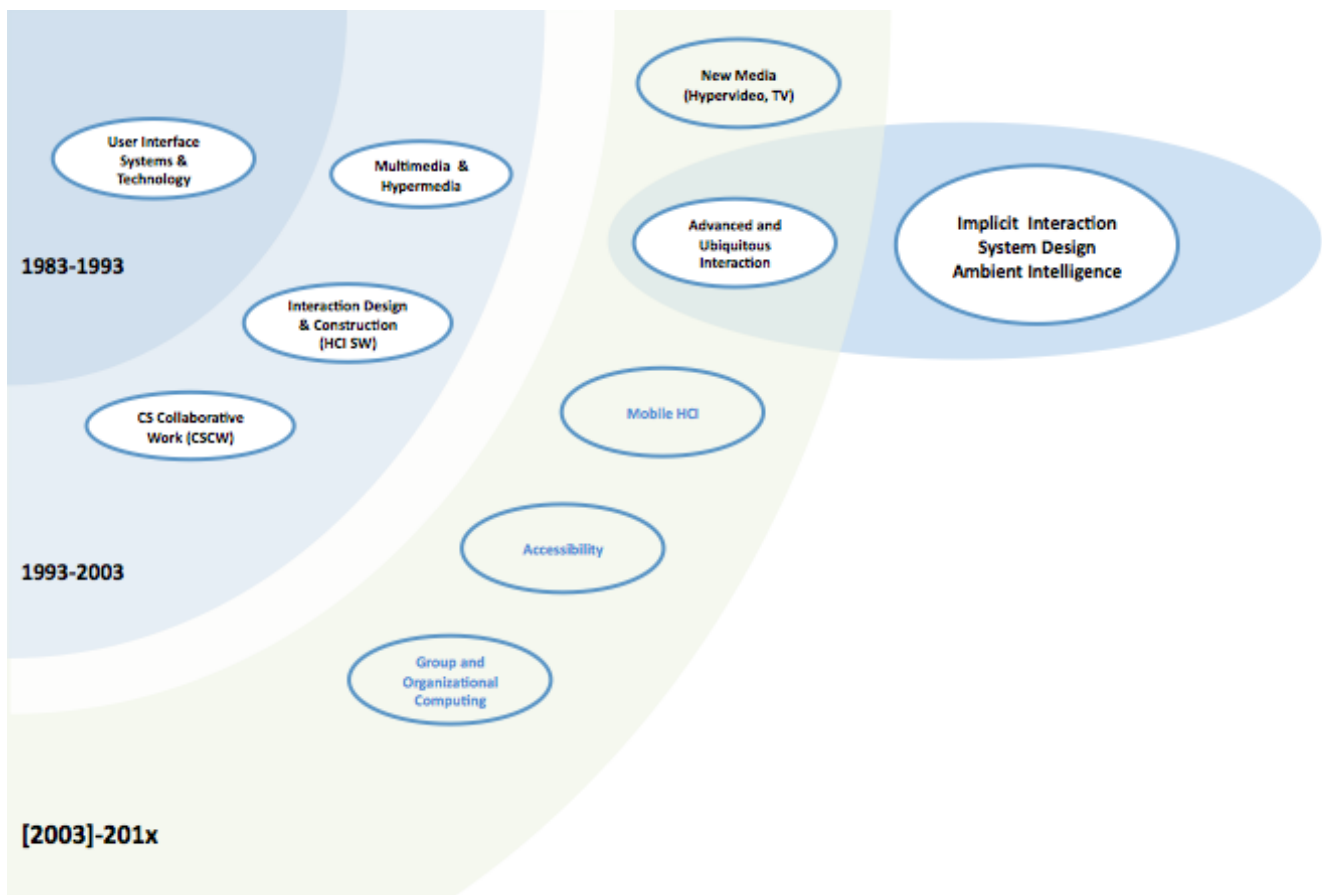 New Media
(Hypervideo, TV)
User Interface
Systems &
Technology
Multimedia &
Hypermedia
Advanced and
Ubiquitous
Interaction
Implicit Interaction
System Design
Ambient Intelligence
1983-1993
Interaction Design
& Construction
(HCI SW)
CS Collaborative
Work (CSCW)
Mobile HCI
Accessibility
1993-2003
Group and
Organizational
Computing
[2003]-201x